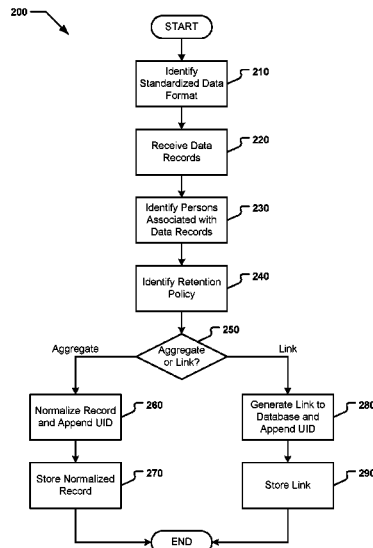 200
START
Identify
Standardized Data
Format
210
Receive Data
Records
220
Identify Persons
Associated with
Data Records
230
Identify Retention
Policy
240
250
Aggregate
or Link?
Aggregate
Link
Normalize Record
and Append UID
260
Generate Link to
Database and
Append UID
280
Store Normalized
Record
270
Store Link
290
END